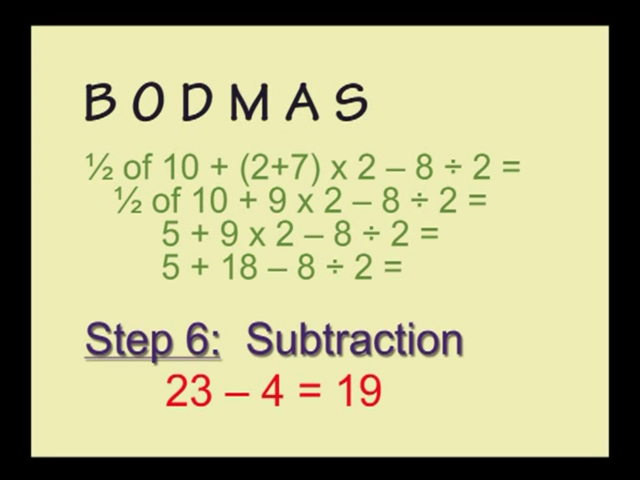 B O D M A S
½ of 10 + (2+7) x 2 – 8 ÷ 2 =
½ of 10 + 9 x 2 – 8 ÷ 2 =
5 + 9 x 2 – 8 ÷ 2 =
5 + 18 – 8 ÷ 2 =
Step 6: Subtraction
23 – 4 = 19